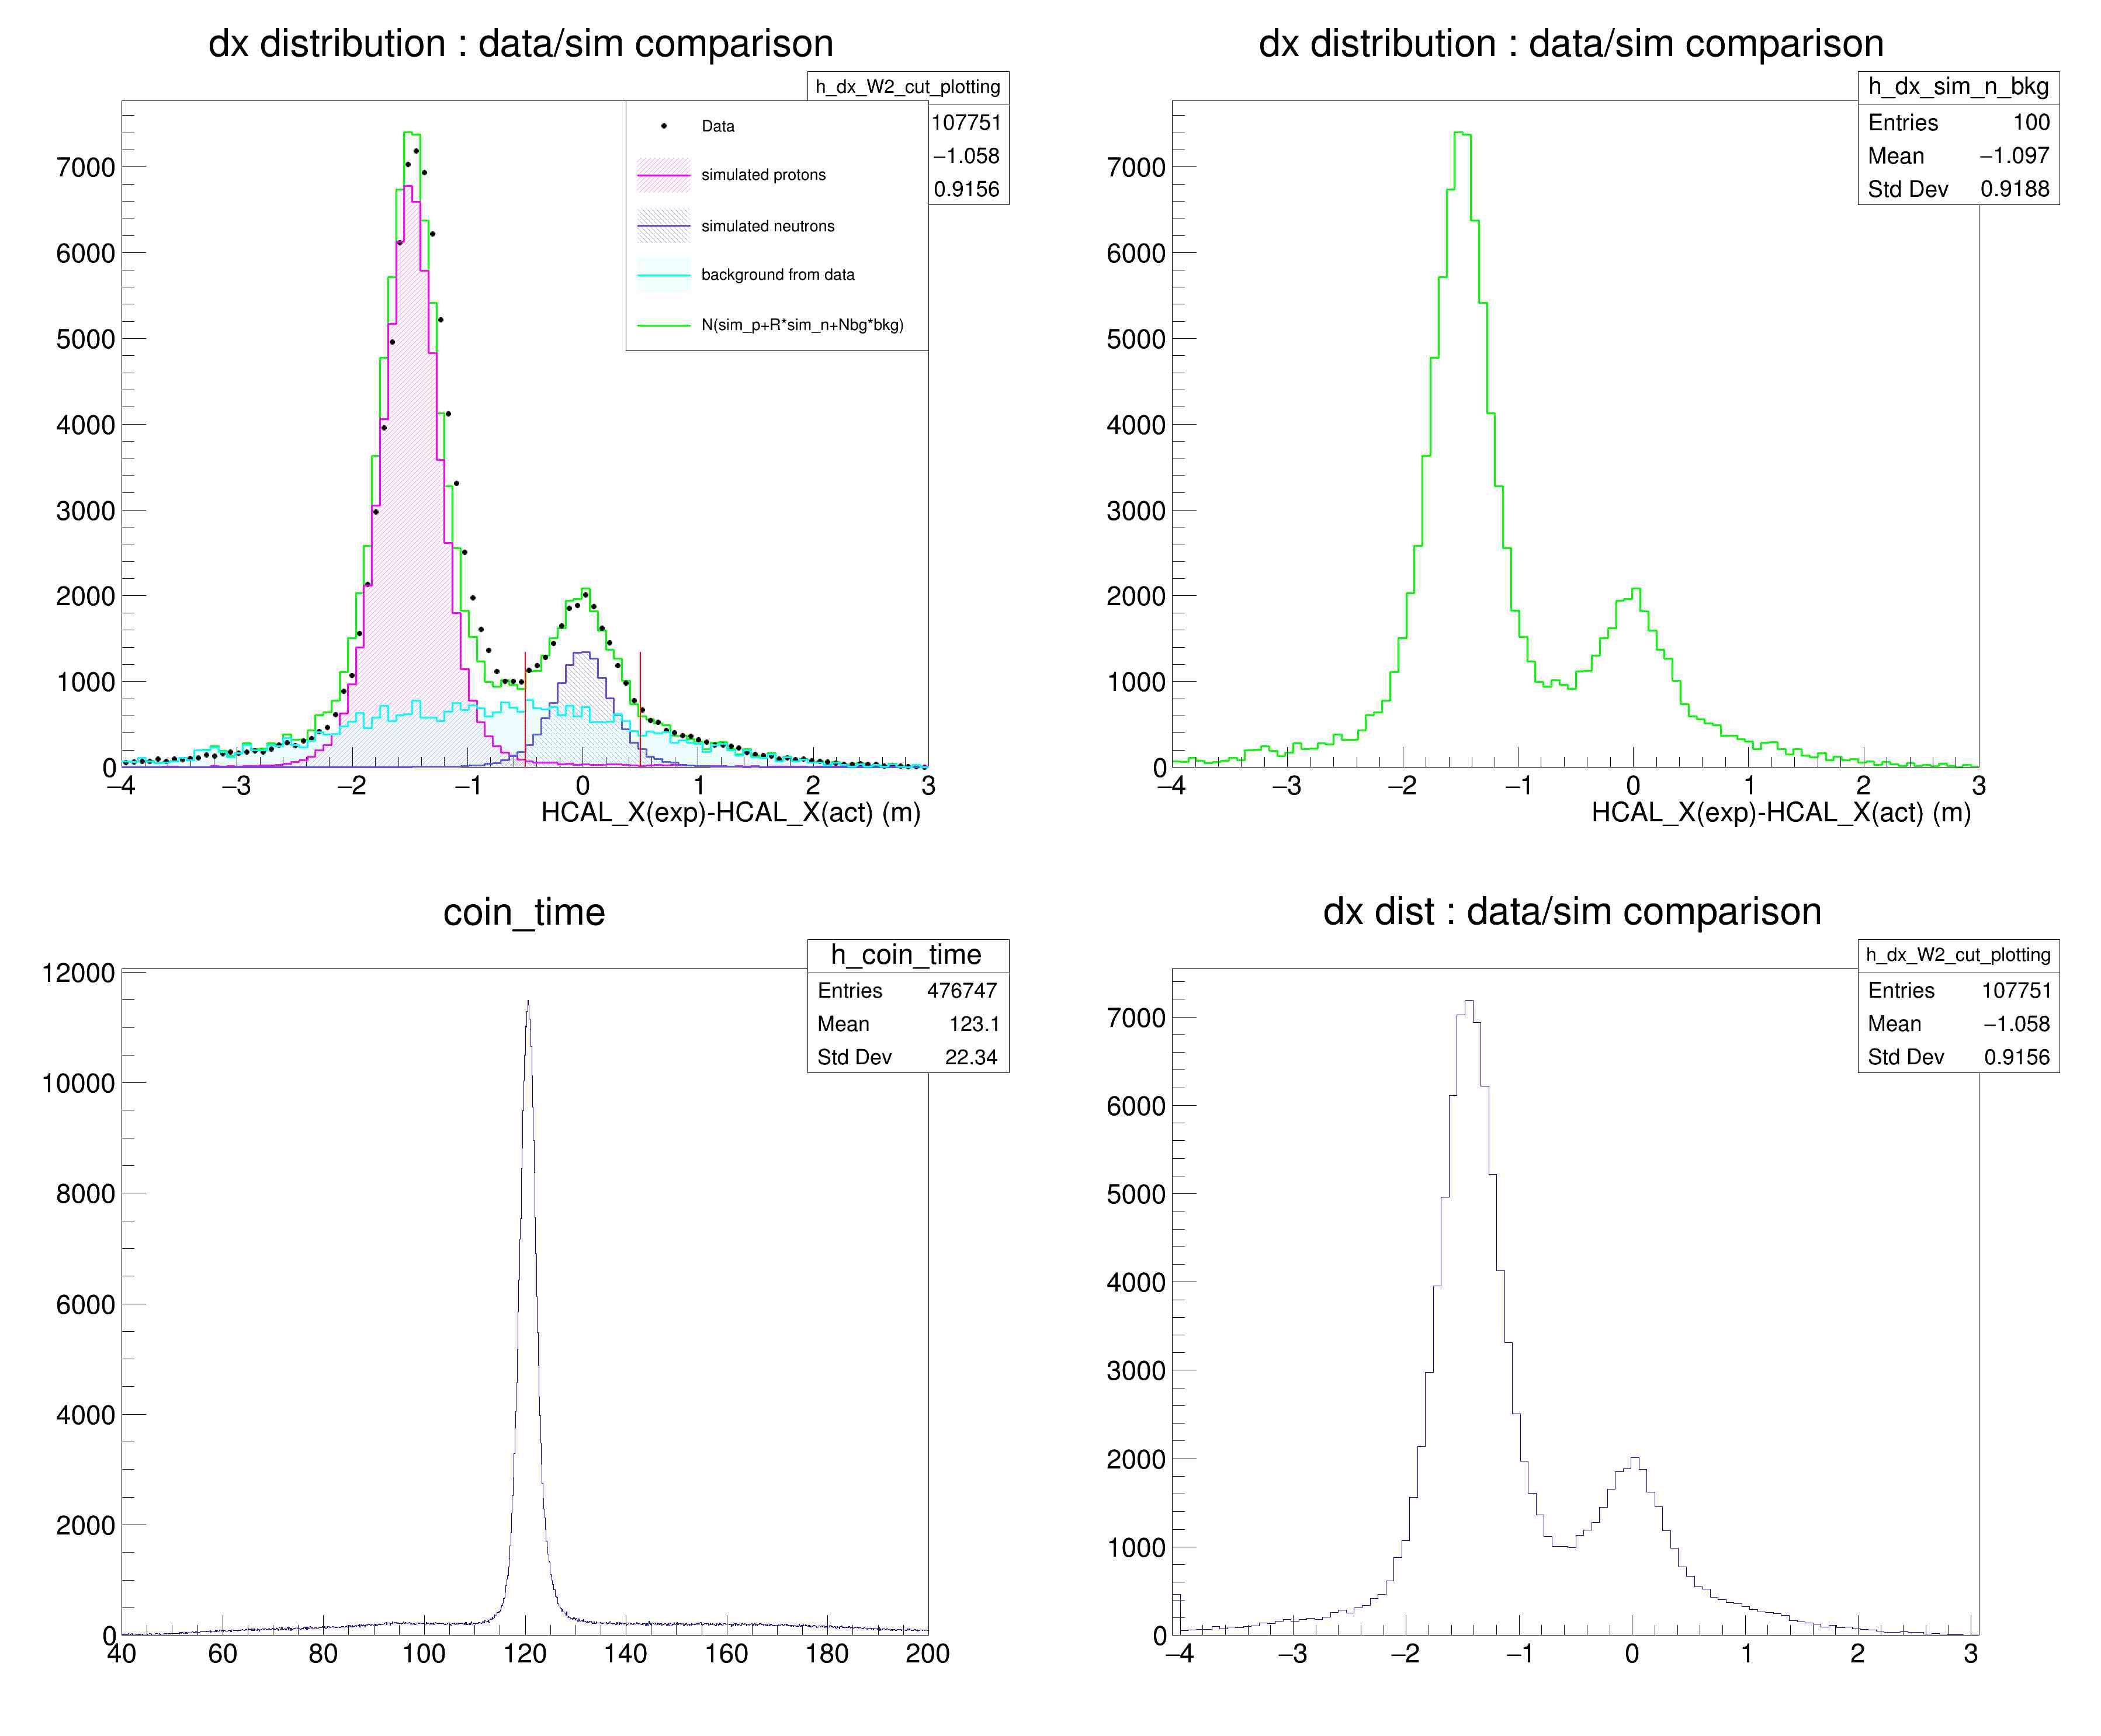 dx distribution : data/sim comparison
h_dx_W2_cut_plotting
107751
−1.058
0.9156
Data
simulated protons
simulated neutrons
background from data
N(sim_p+R*sim_n+Nbg*bkg)
7000
6000
5000
4000
3000
2000
1000
0
−4 −3 −2 −1 0 1 2 3
HCAL_X(exp)-HCAL_X(act) (m)
dx distribution : data/sim comparison
h_dx_sim_n_bkg
Entries 100
Mean −1.097
Std Dev 0.9188
7000
6000
5000
4000
3000
2000
1000
0
−4 −3 −2 −1 0 1 2 3
HCAL_X(exp)-HCAL_X(act) (m)
coin_time
h_coin_time
Entries 476747
Mean 123.1
Std Dev 22.34
12000
10000
8000
6000
4000
2000
0
40 60 80 100 120 140 160 180 200
dx dist : data/sim comparison
h_dx_W2_cut_plotting
Entries 107751
Mean −1.058
Std Dev 0.9156
7000
6000
5000
4000
3000
2000
1000
0
−4 −3 −2 −1 0 1 2 3